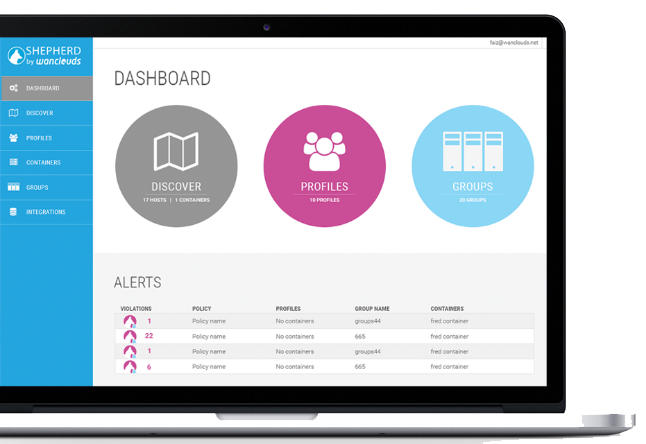 faiz@wanclouds.net
SHEPHERD
by wanclouds
DASHBOARD
DISCOVER
PROFILES
CONTAINERS
GROUPS
INTEGRATIONS
DASHBOARD
DISCOVER
17 HOSTS | 1 CONTAINERS
PROFILES
10 PROFILES
GROUPS
20 GROUPS
ALERTS
VIOLATIONS POLICY PROFILES GROUP NAME CONTAINERS
1 Policy name No containers groups44 fred container
22 Policy name No containers 665 fred container
1 Policy name No containers groups44 fred container
6 Policy name No containers 665 fred container